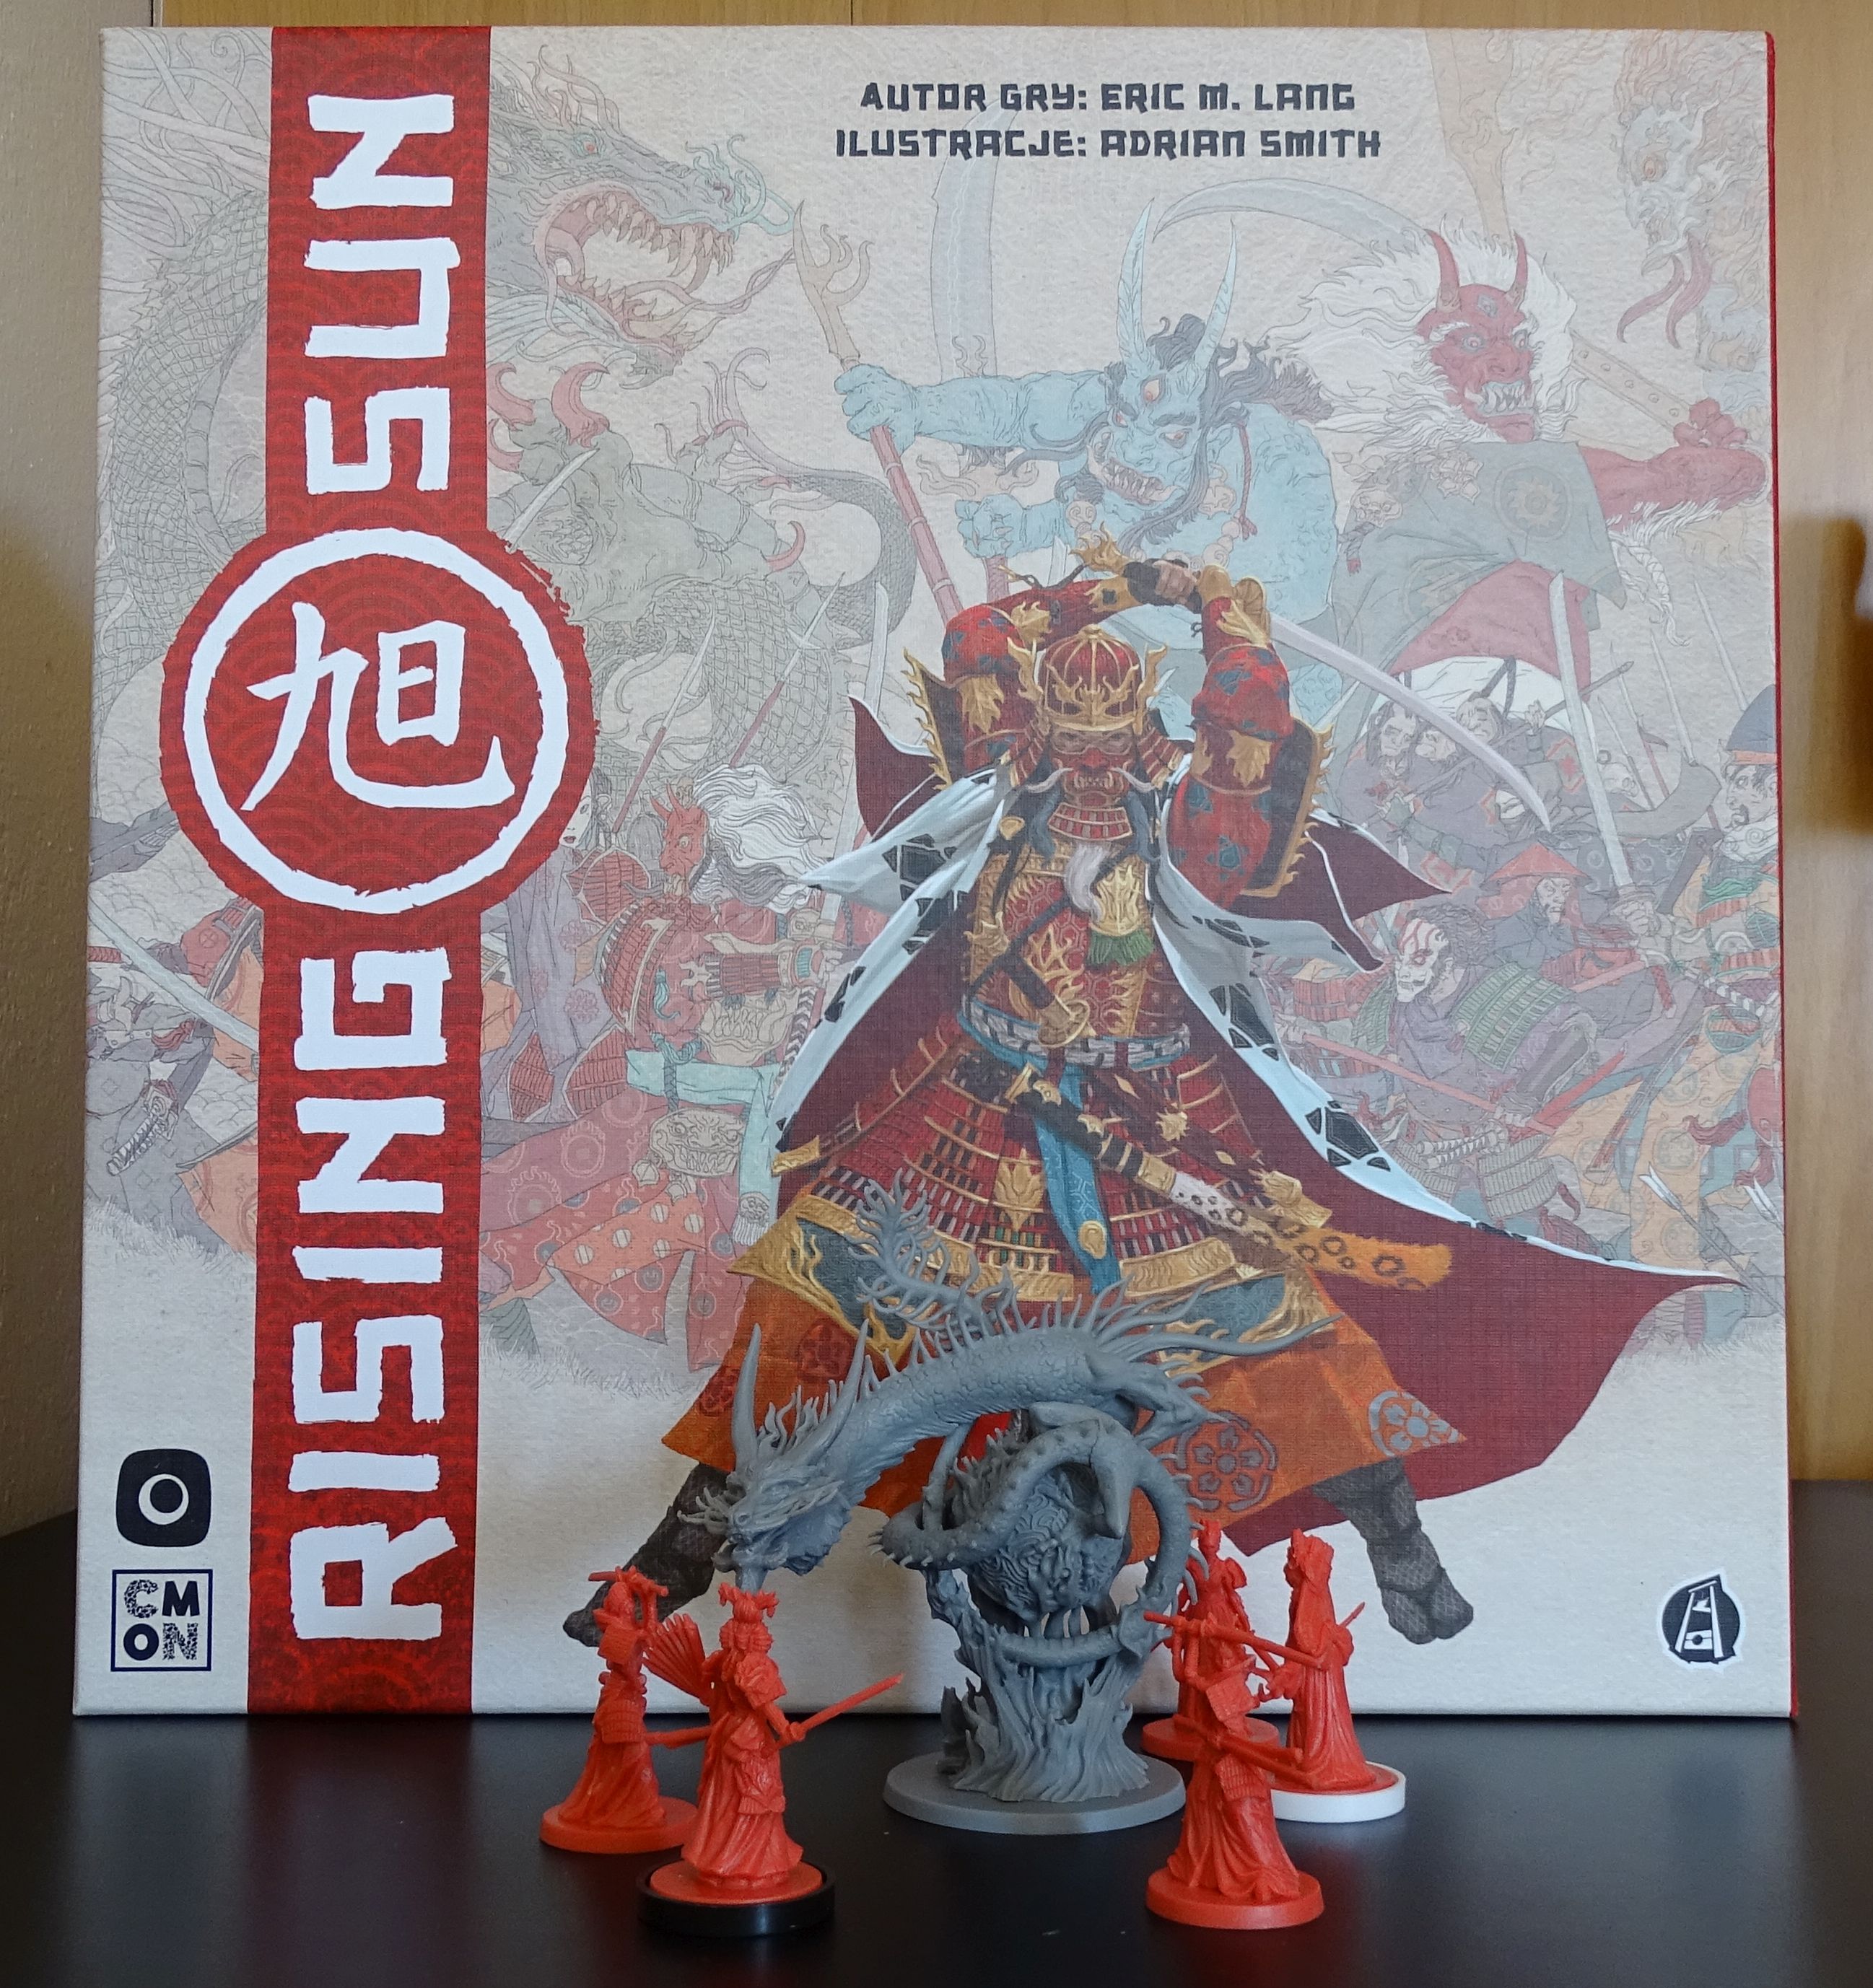 AUTOR GRY: ERIC M. LANG
ILUSTRACJE: ADRIAN SMITH
RISING SUN
旭
CMON